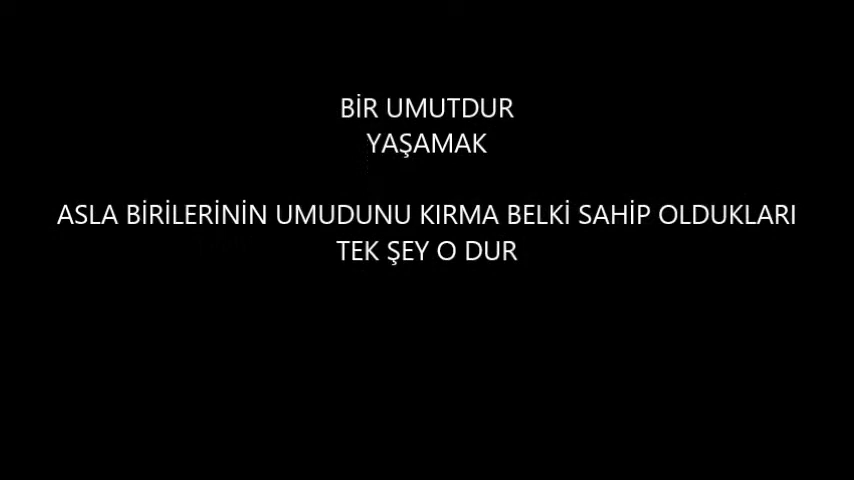 BİR UMUTDUR
YAŞAMAK
ASLA BİRİLERİNİN UMUDUNU KIRMA BELKİ SAHİP OLDUKLARI
TEK ŞEY O DUR